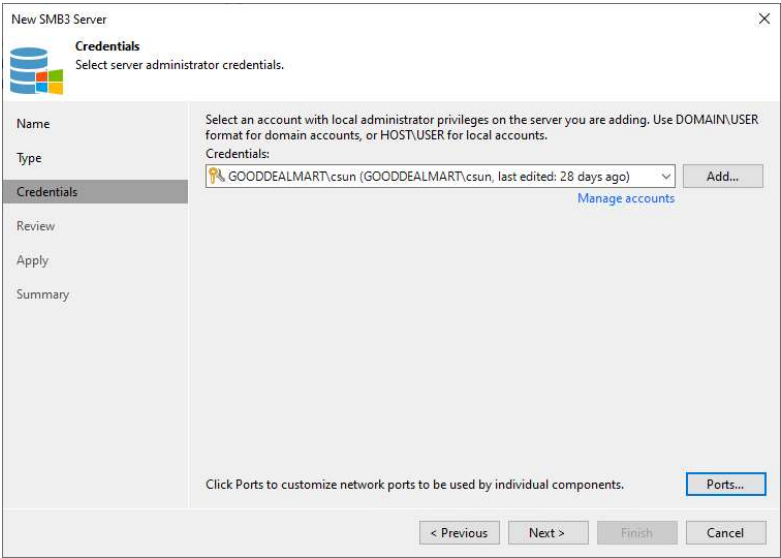 New SMB3 Server
Credentials
Select server administrator credentials.
Name
Type
Credentials
Review
Apply
Summary
Select an account with local administrator privileges on the server you are adding. Use DOMAIN\USER
format for domain accounts, or HOST\USER for local accounts.
Credentials:
GOODDEALMART\csun (GOODDEALMART\csun, last edited: 28 days ago)
Add...
Manage accounts
Click Ports to customize network ports to be used by individual components.
Ports...
< Previous
Next >
Finish
Cancel